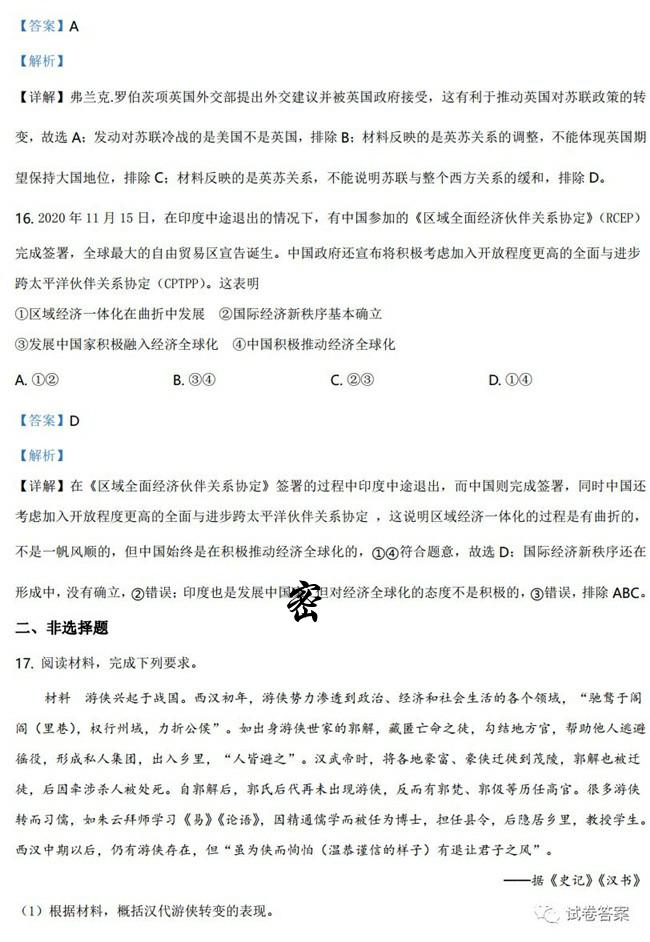 【答案】A
【解析】
【详解】弗兰克.罗伯茨项英国外交部提出外交建议并被英国政府接受，这有利于推动英国对苏联政策的转
变，故选 A；发动对苏联冷战的是美国不是英国，排除 B；材料反映的是英苏关系的调整，不能体现英国期
望保持大国地位，排除 C；材料反映的是英苏关系，不能说明苏联与整个西方关系的缓和，排除 D。
16. 2020 年 11 月 15 日，在印度中途退出的情况下，有中国参加的《区域全面经济伙伴关系协定》（RCEP）
完成签署，全球最大的自由贸易区宣告诞生。中国政府还宣布将积极考虑加入开放程度更高的全面与进步
跨太平洋伙伴关系协定（CPTPP）。这表明
①区域经济一体化在曲折中发展 ②国际经济新秩序基本确立
③发展中国家积极融入经济全球化 ④中国积极推动经济全球化
A. ①② B. ③④ C. ②③ D. ①④
【答案】D
【解析】
【详解】在《区域全面经济伙伴关系协定》签署的过程中印度中途退出，而中国则完成签署，同时中国还
考虑加入开放程度更高的全面与进步跨太平洋伙伴关系协定 ，这说明区域经济一体化的过程是有曲折的，
不是一帆风顺的，但中国始终是在积极推动经济全球化的，①④符合题意，故选 D；国际经济新秩序还在
形成中，没有确立，②错误；印度也是发展中国 密 但对经济全球化的态度不是积极的，③错误，排除 ABC。
二、非选择题
17. 阅读材料，完成下列要求。
材料 游侠兴起于战国。西汉初年，游侠势力渗透到政治、经济和社会生活的各个领域，“驰骛于闾
阎（里巷），权行州域，力折公侯”。如出身游侠世家的郭解，藏匿亡命之徒，勾结地方官，帮助他人逃避
徭役，形成私人集团，出入乡里，“人皆避之”。汉武帝时，将各地豪富、豪侠迁徙到茂陵，郭解也被迁
徙，后因牵涉杀人被处死。自郭解后，郭氏后代再未出现游侠，反而有郭梵、郭伋等历任高官。很多游侠
转而习儒，如朱云拜师学习《易》《论语》，因精通儒学而被任为博士，担任县令，后隐居乡里，教授学生。
西汉中期以后，仍有游侠存在，但“虽为侠而恂恂（温恭谨信的样子）有退让君子之风”。
——据《史记》《汉书》
（1）根据材料，概括汉代游侠转变的表现。
试卷答案